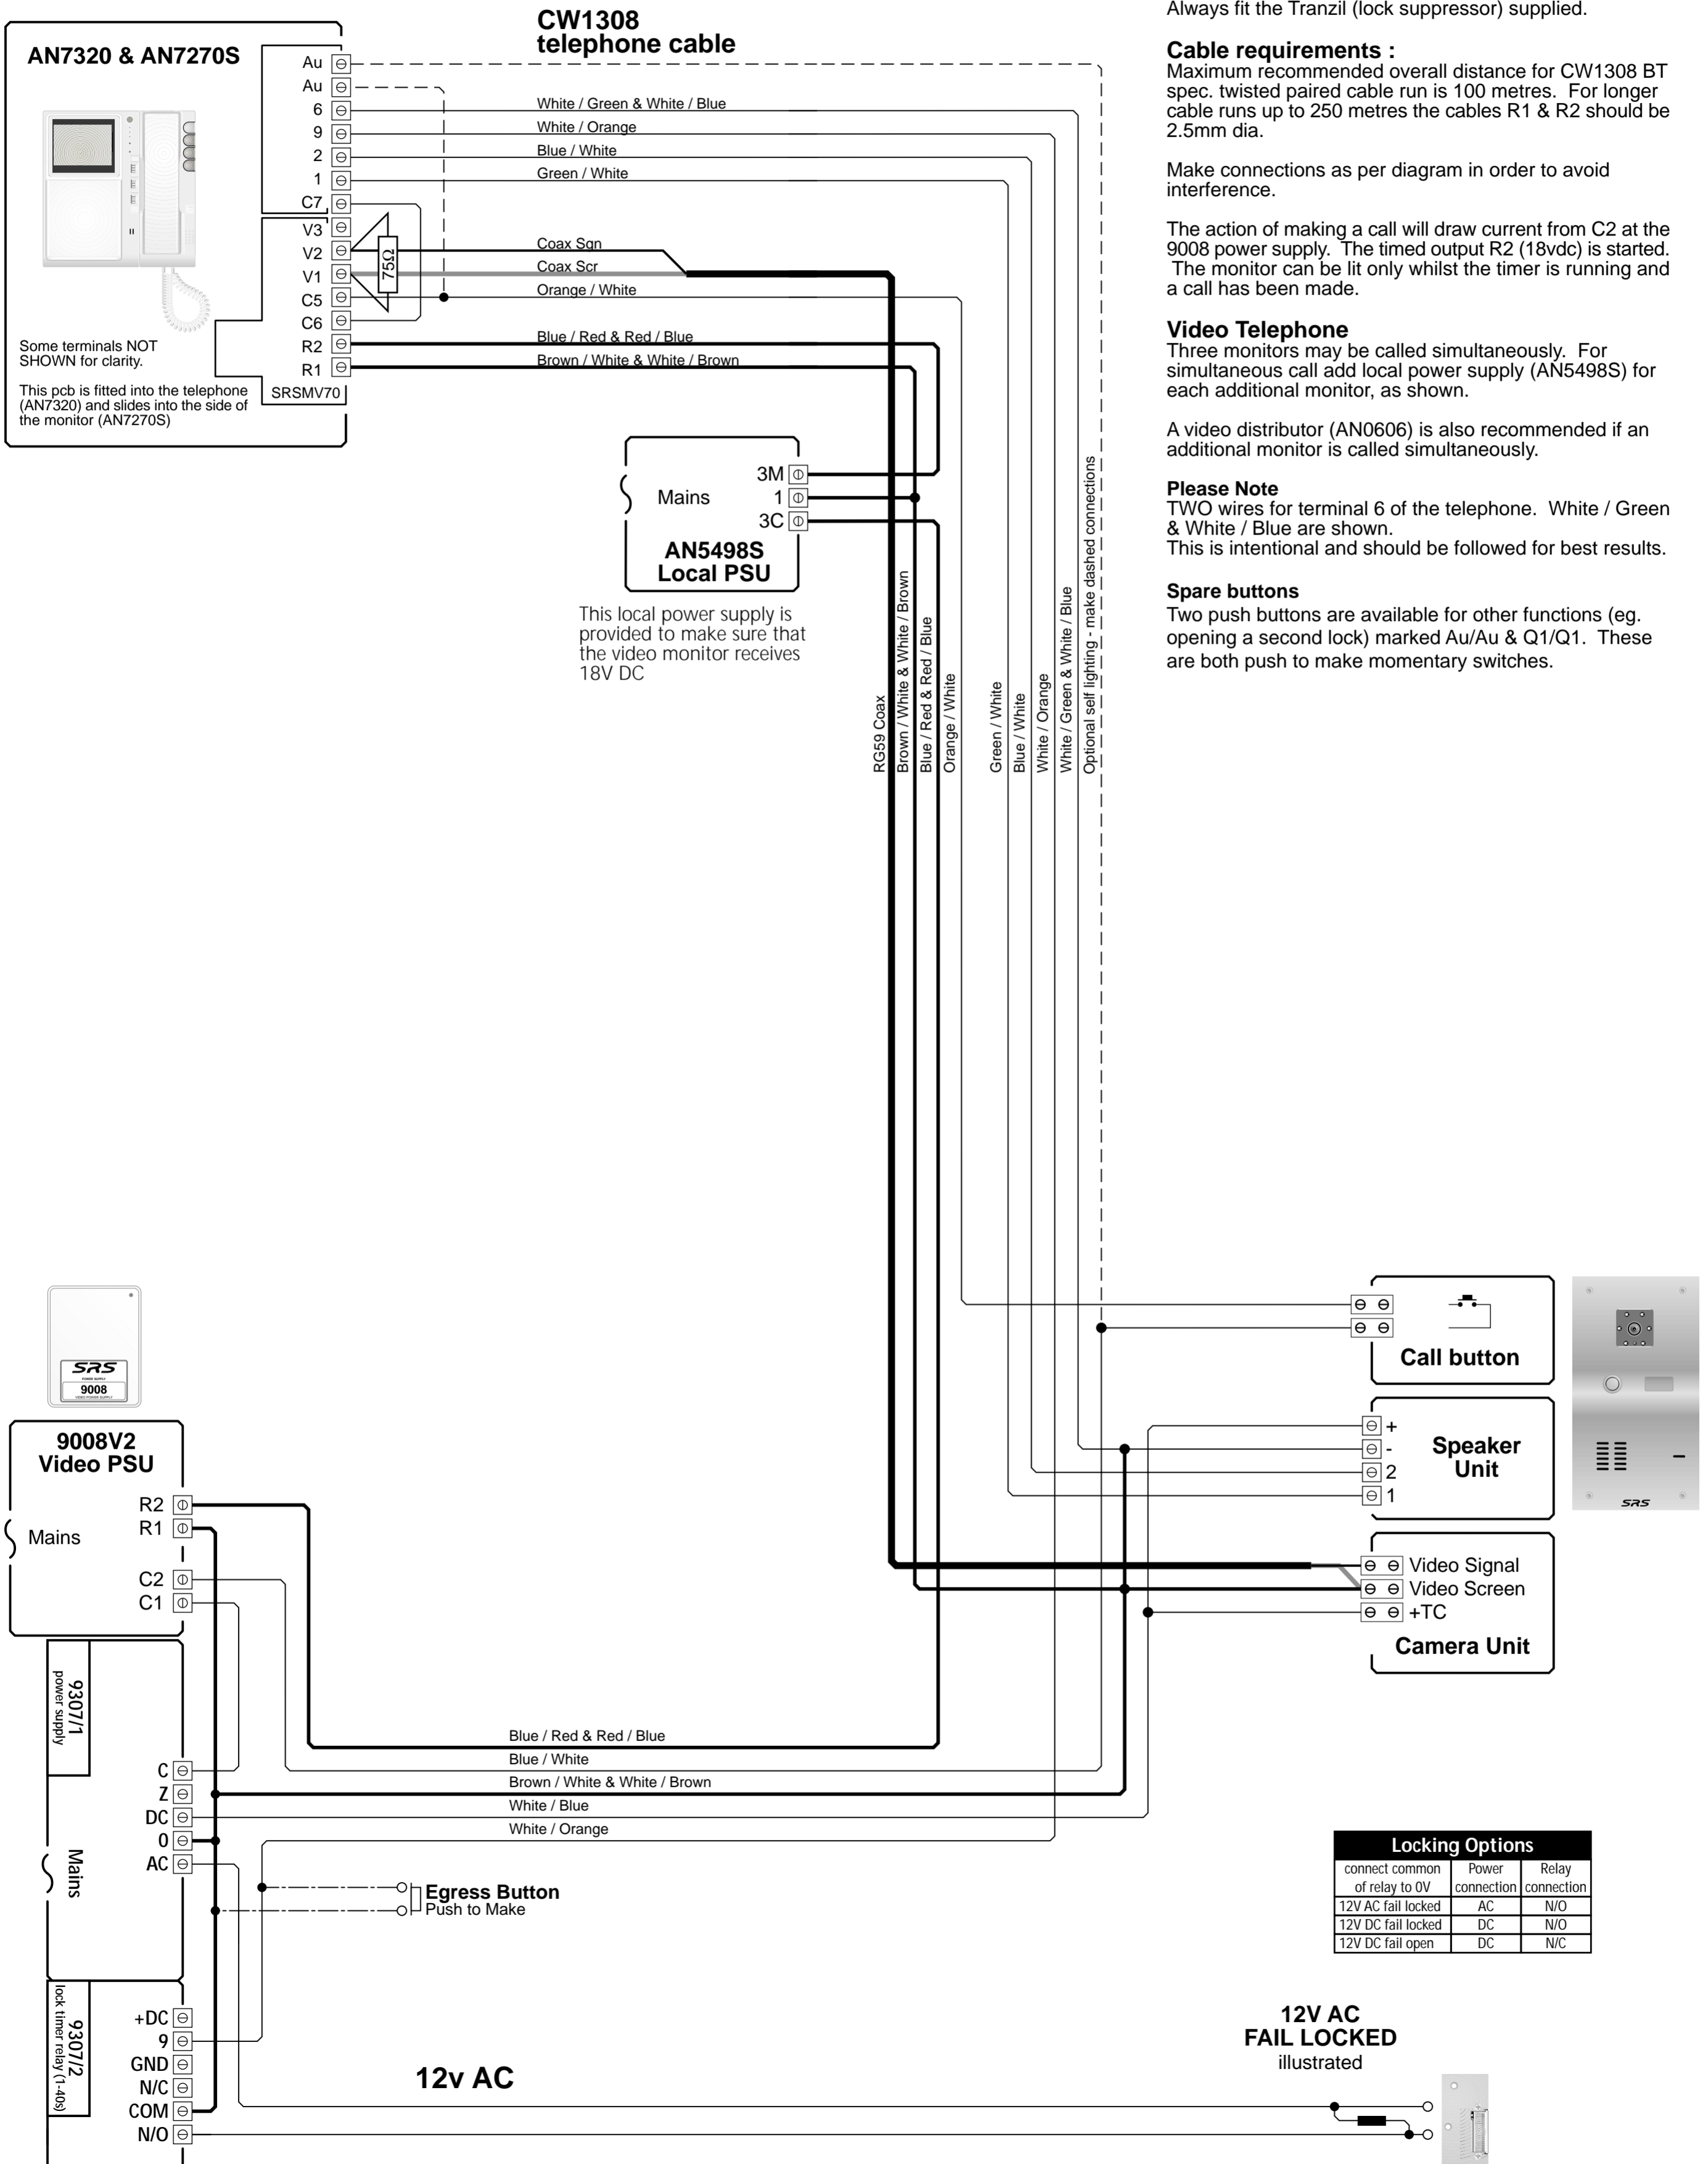 CW1308
telephone cable
AN7320 & AN7270S
Au
Au
6
9
2
1
C7
V3
V2
V1
C5
C6
R2
R1
SRSMV70
Some terminals NOT
SHOWN for clarity.
This pcb is fitted into the telephone
(AN7320) and slides into the side of
the monitor (AN7270S)
White / Green & White / Blue
White / Orange
Blue / White
Green / White
75Ω
Coax Sgn
Coax Scr
Orange / White
Blue / Red & Red / Blue
Brown / White & White / Brown
Always fit the Tranzil (lock suppressor) supplied.
Cable requirements :
Maximum recommended overall distance for CW1308 BT
spec. twisted paired cable run is 100 metres. For longer
cable runs up to 250 metres the cables R1 & R2 should be
2.5mm dia.
Make connections as per diagram in order to avoid
interference.
The action of making a call will draw current from C2 at the
9008 power supply. The timed output R2 (18vdc) is started.
The monitor can be lit only whilst the timer is running and
a call has been made.
Video Telephone
Three monitors may be called simultaneously. For
simultaneous call add local power supply (AN5498S) for
each additional monitor, as shown.
A video distributor (AN0606) is also recommended if an
additional monitor is called simultaneously.
Please Note
TWO wires for terminal 6 of the telephone. White / Green
& White / Blue are shown.
This is intentional and should be followed for best results.
Spare buttons
Two push buttons are available for other functions (eg.
opening a second lock) marked Au/Au & Q1/Q1. These
are both push to make momentary switches.
3M
Mains
1
3C
AN5498S
Local PSU
This local power supply is
provided to make sure that
the video monitor receives
18V DC
RG59 Coax
Brown / White & White / Brown
Blue / Red & Red / Blue
Orange / White
Green / White
Blue / White
White / Orange
White / Green & White / Blue
Optional self lighting - make dashed connections
Call button
+
-
2
1
Speaker
Unit
SRS
Video Signal
Video Screen
+TC
Camera Unit
SRS
POWER SUPPLY
9008
VIDEO POWER SUPPLY
9008V2
Video PSU
R2
R1
Mains
C2
C1
9307/1
power supply
C
Z
DC
0
AC
Mains
Blue / Red & Red / Blue
Blue / White
Brown / White & White / Brown
White / Blue
White / Orange
Egress Button
Push to Make
Locking Options
connect common
of relay to 0V
Power
connection
Relay
connection
12V AC fail locked AC N/O
12V DC fail locked DC N/O
12V DC fail open DC N/C
9307/2
lock timer relay (1-40s)
+DC
9
GND
N/C
COM
N/O
12v AC
12V AC
FAIL LOCKED
illustrated